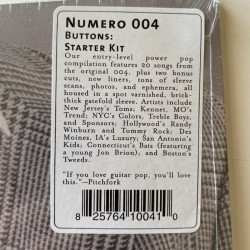 NUMERO 004
BUTTONS:
STARTER KIT
Our entry-level power pop
compilation features 20 songs from
the original 004; plus two bonus
cuts, new liners, tons of sleeve
scans, photos, and ephemera, all
housed in a spot varnished, brick-
thick gatefold sleeve. Artists include
New Jersey's Toms; Kennet, MO's
Trend; NYC's Colors, Treble Boys,
and Sponsors; Hollywood's Randy
Winburn and Tommy Rock; Des
Moines, IA's Luxury; San Antonio's
Kids; Connecticut's Bats (featuring
a young Jon Brion); and Boston's
Tweeds.
"If you love guitar pop, you'll love
this."—Pitchfork
8 25764 10041 0